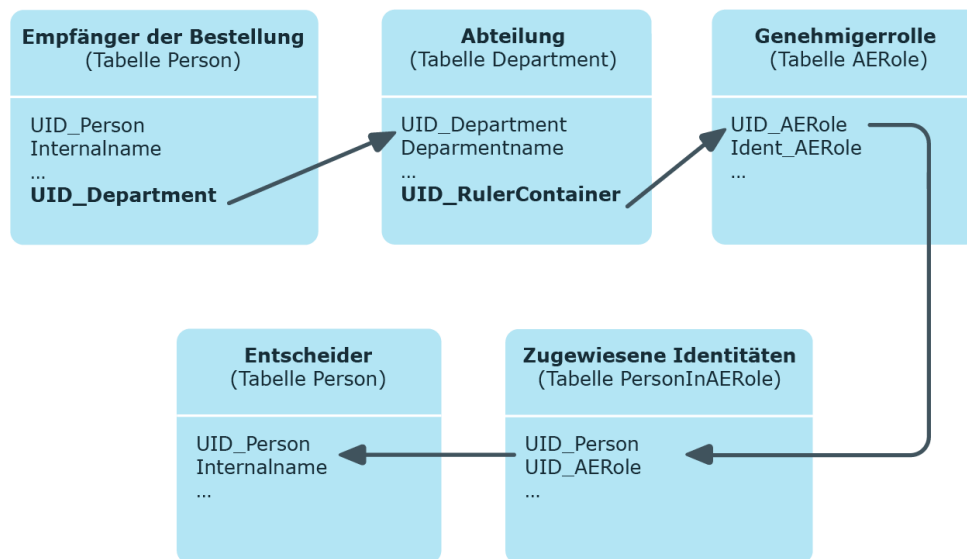 Empfänger der Bestellung
(Tabelle Person)
UID_Person
Internalname
...
UID_Department
Abteilung
(Tabelle Department)
UID_Department
Deparmentname
...
UID_RulerContainer
Genehmigerrolle
(Tabelle AERole)
UID_AERole
Ident_AERole
...
Entscheider
(Tabelle Person)
UID_Person
Internalname
...
Zugewiesene Identitäten
(Tabelle PersonInAERole)
UID_Person
UID_AERole
...